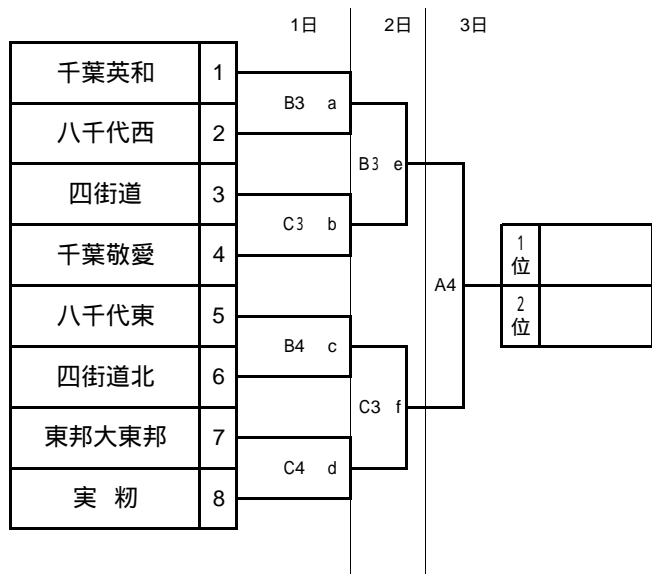 1日 2日 3日
千葉英和 1
B3 a
八千代西 2
B3 e
四街道 3
C3 b
千葉敬愛 4
1位
A4
八千代東 5
2位
B4 c
四街道北 6
C3 f
東邦大東邦 7
C4 d
実 籾 8